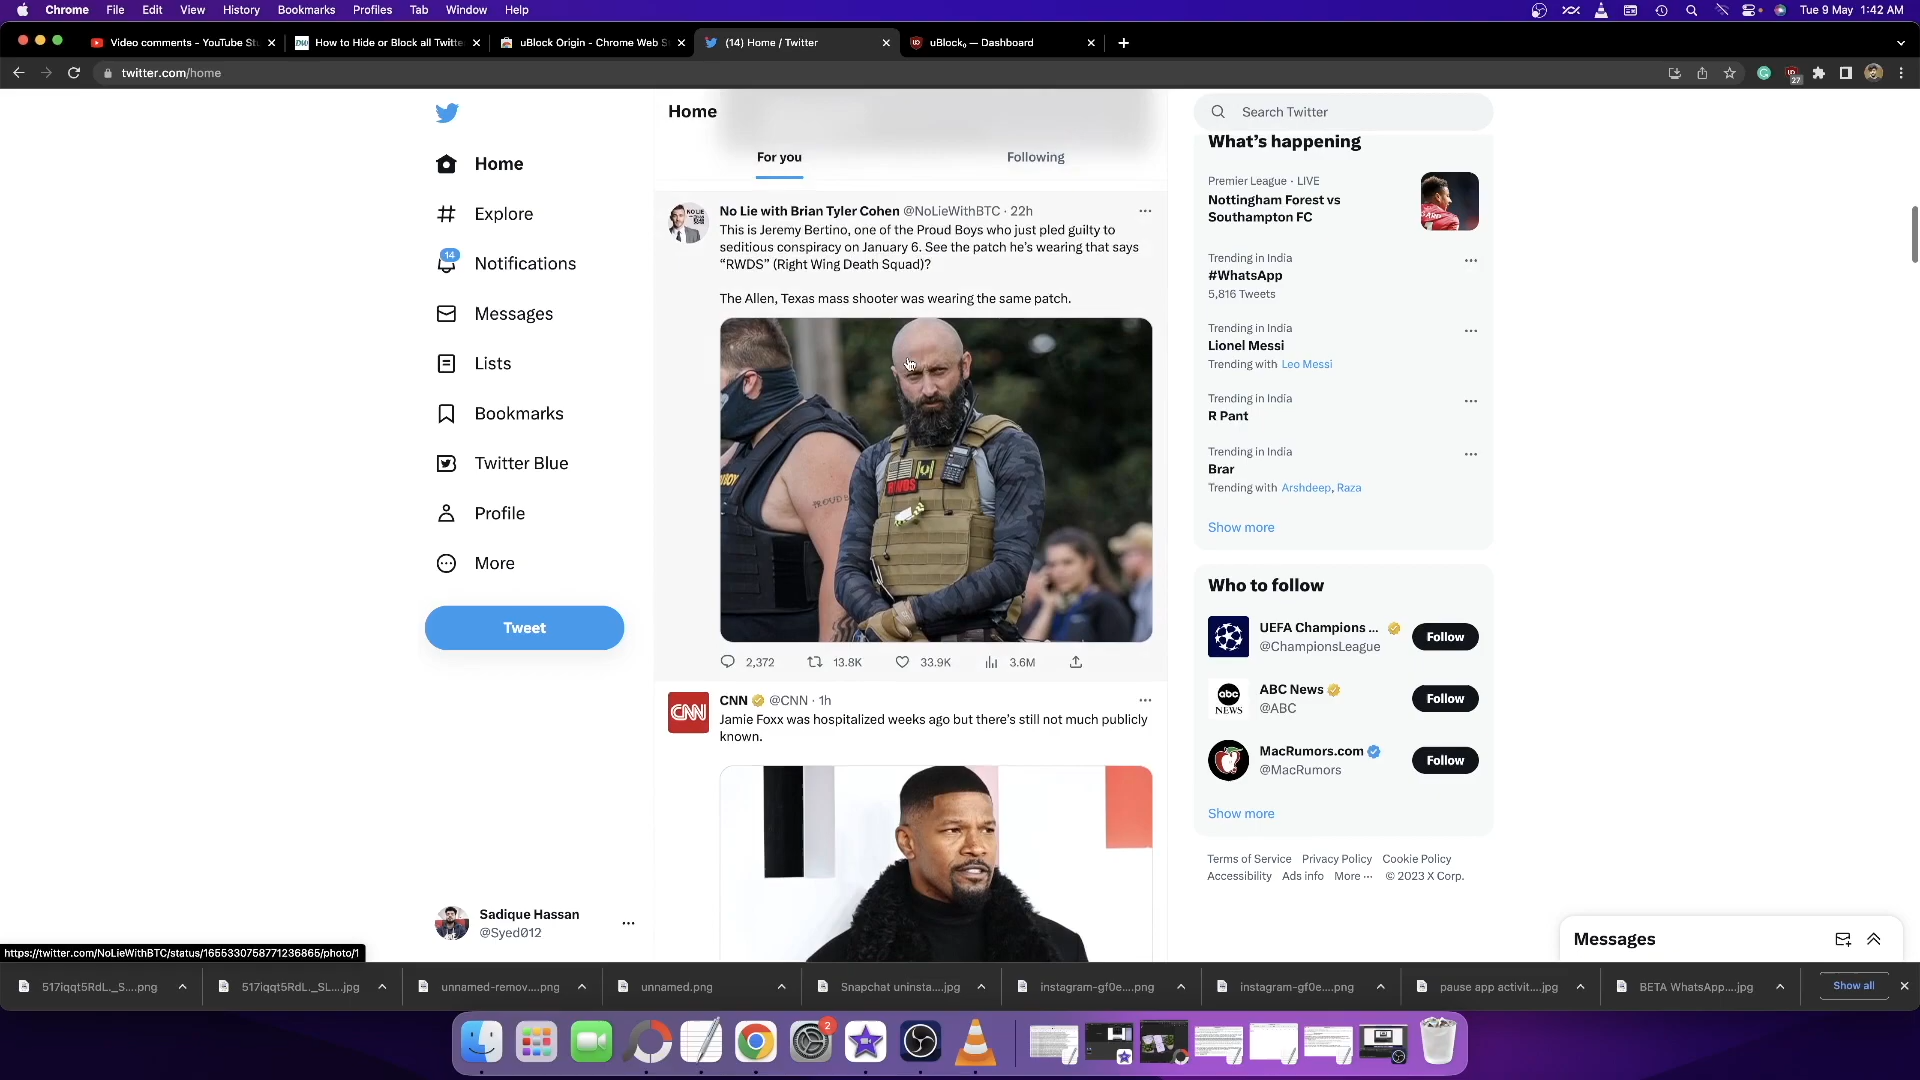 Chrome File Edit View History Bookmarks Profiles Tab Window Help Tue 9 May 1:42 AM
Video comments - YouTube St How to Hide or Block all Twitte uBlock Origin - Chrome Web S (14) Home / Twitter uBlock₀ — Dashboard
twitter.com/home 27
Home
For you Following
Home
Explore
14
Notifications
Messages
Lists
Bookmarks
Twitter Blue
Profile
More
Tweet
Sadique Hassan
@Syed012
No Lie with Brian Tyler Cohen @NoLieWithBTC · 22h
This is Jeremy Bertino, one of the Proud Boys who just pled guilty to
seditious conspiracy on January 6. See the patch he's wearing that says
“RWDS” (Right Wing Death Squad)?
The Allen, Texas mass shooter was wearing the same patch.
RWDS
2,372 13.8K 33.9K 3.6M
CNN @CNN · 1h
Jamie Foxx was hospitalized weeks ago but there's still not much publicly
known.
Search Twitter
What's happening
Premier League · LIVE
Nottingham Forest vs
Southampton FC
Trending in India
#WhatsApp
5,816 Tweets
Trending in India
Lionel Messi
Trending with Leo Messi
Trending in India
R Pant
Trending in India
Brar
Trending with Arshdeep, Raza
Show more
Who to follow
UEFA Champions ...
@ChampionsLeague
Follow
abc
NEWS
ABC News
@ABC
Follow
MacRumors.com
@MacRumors
Follow
Show more
Terms of Service Privacy Policy Cookie Policy
Accessibility Ads info More ··· © 2023 X Corp.
Messages
https://twitter.com/NoLieWithBTC/status/1655330758771236865/photo/1
517iqqt5RdL._S....png 517iqqt5RdL._SL....jpg unnamed-remov....png unnamed.png Snapchat uninsta....jpg instagram-gf0e....png instagram-gf0e....png pause app activit....jpg BETA WhatsApp....jpg Show all
2